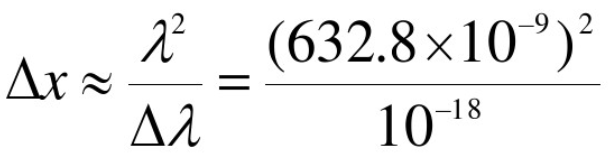 Δx ≈ λ² / Δλ = (632.8×10⁻⁹)² / 10⁻¹⁸